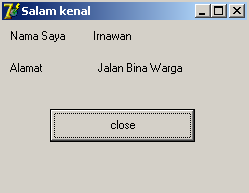 Salam kenal
Nama Saya Irnawan
Alamat Jalan Bina Warga
close